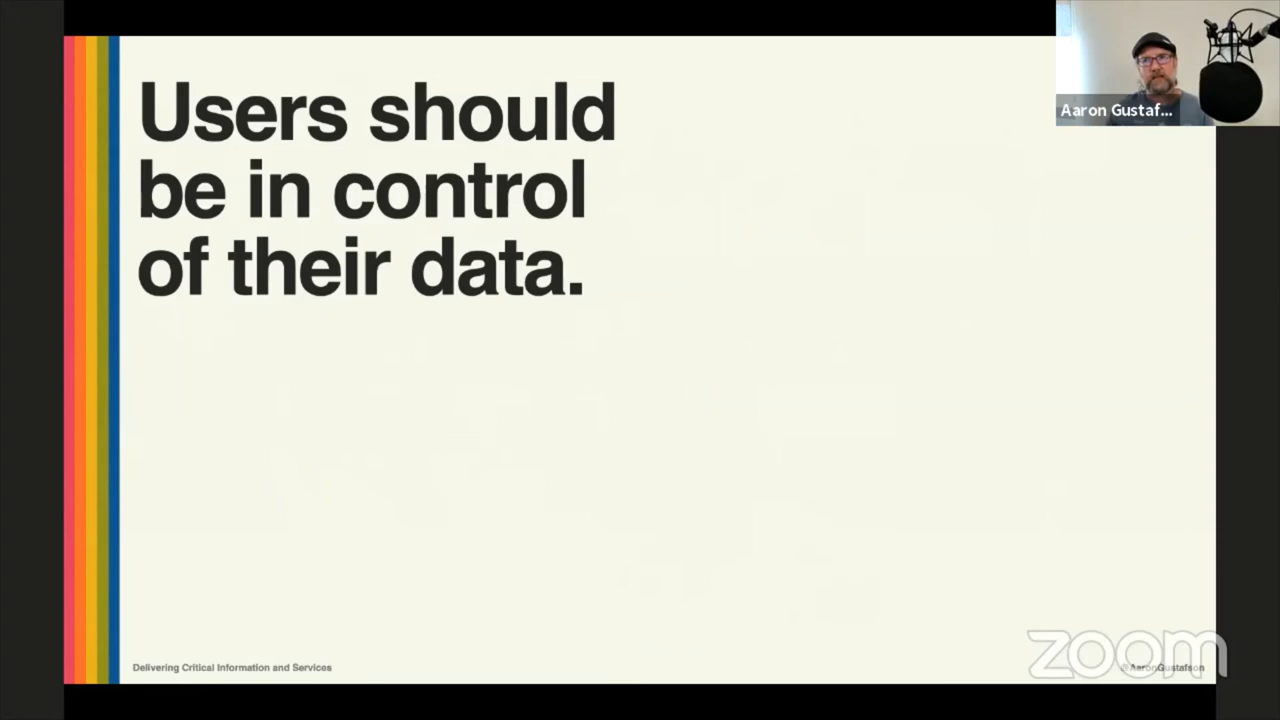 Users should
be in control
of their data.
Aaron Gustaf...
Delivering Critical Information and Services
@AaronGustafson
zoom